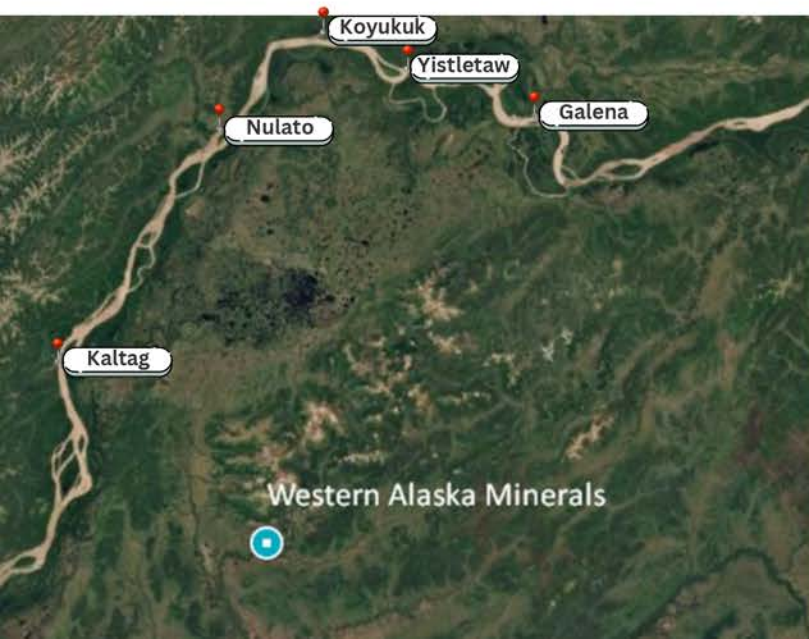 Koyukuk
Yistletaw
Galena
Nulato
Kaltag
Western Alaska Minerals